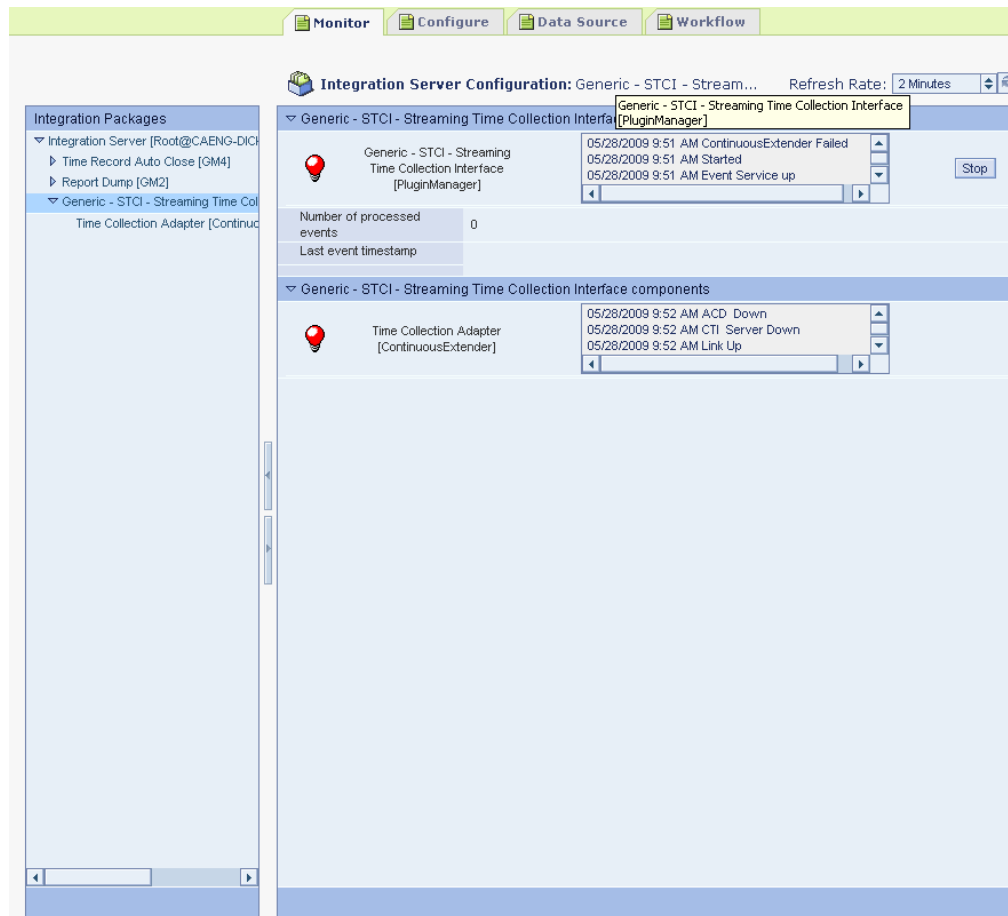 Monitor
Configure
Data Source
Workflow
Integration Server Configuration: Generic - STCI - Stream...
Refresh Rate: 2 Minutes
Generic - STCI - Streaming Time Collection Interface
[PluginManager]
Integration Packages
Integration Server [Root@CAENG-DICK
Time Record Auto Close [GM4]
Report Dump [GM2]
Generic - STCI - Streaming Time Col
Time Collection Adapter [Continuo
Generic - STCI - Streaming Time Collection Interfa
Generic - STCI - Streaming
Time Collection Interface
[PluginManager]
05/28/2009 9:51 AM ContinuousExtender Failed
05/28/2009 9:51 AM Started
05/28/2009 9:51 AM Event Service up
Stop
Number of processed
events
0
Last event timestamp
Generic - STCI - Streaming Time Collection Interface components
Time Collection Adapter
[ContinuousExtender]
05/28/2009 9:52 AM ACD Down
05/28/2009 9:52 AM CTI Server Down
05/28/2009 9:52 AM Link Up